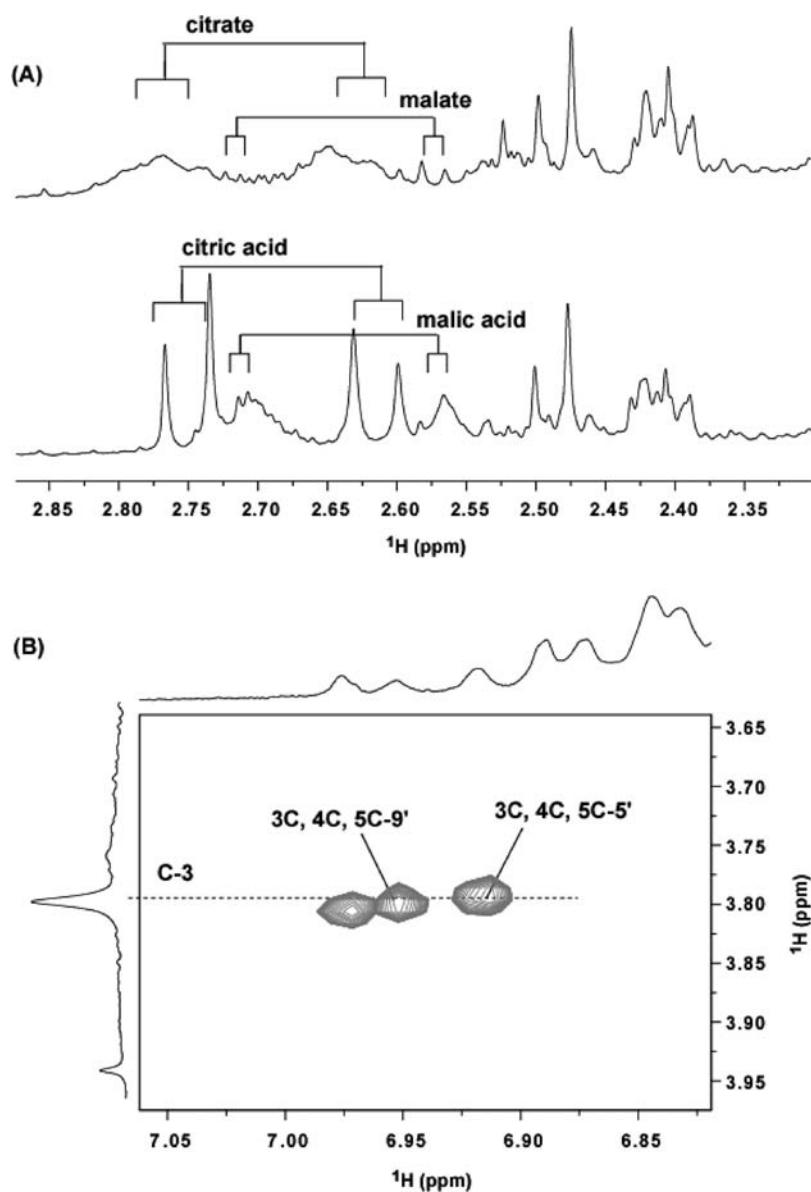 (A)
citrate
malate
citric acid
malic acid
2.85 2.80 2.75 2.70 2.65 2.60 2.55 2.50 2.45 2.40 2.35
¹H (ppm)
(B)
3C, 4C, 5C-9'
3C, 4C, 5C-5'
C-3
3.65
3.70
3.75
3.80
3.85
3.90
3.95
¹H (ppm)
7.05 7.00 6.95 6.90 6.85
¹H (ppm)